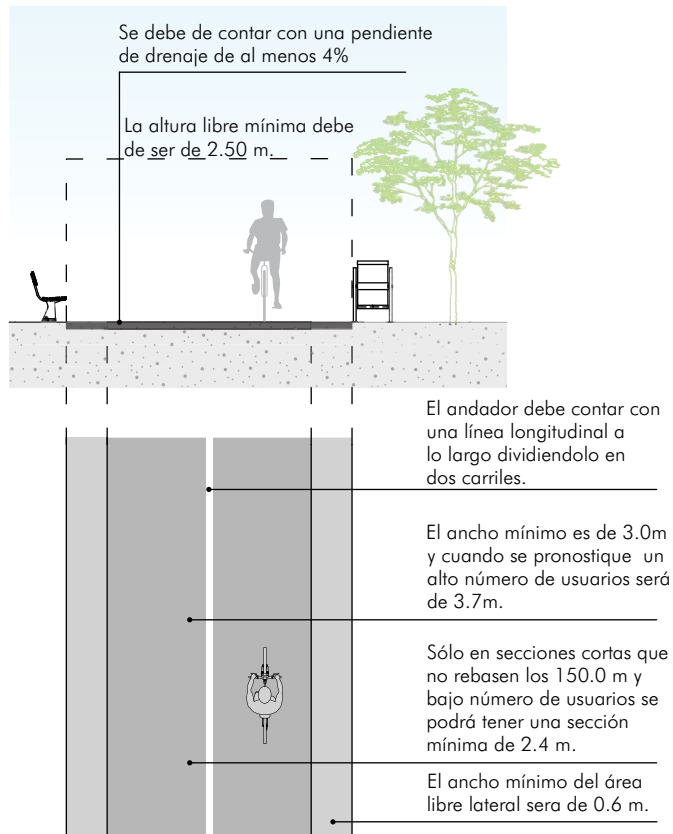 Se debe de contar con una pendiente
de drenaje de al menos 4%
La altura libre mínima debe
de ser de 2.50 m.
El andador debe contar con
una línea longitudinal a
lo largo dividiendolo en
dos carriles.
El ancho mínimo es de 3.0m
y cuando se pronostique un
alto número de usuarios será
de 3.7m.
Sólo en secciones cortas que
no rebasen los 150.0 m y
bajo número de usuarios se
podrá tener una sección
mínima de 2.4 m.
El ancho mínimo del área
libre lateral sera de 0.6 m.